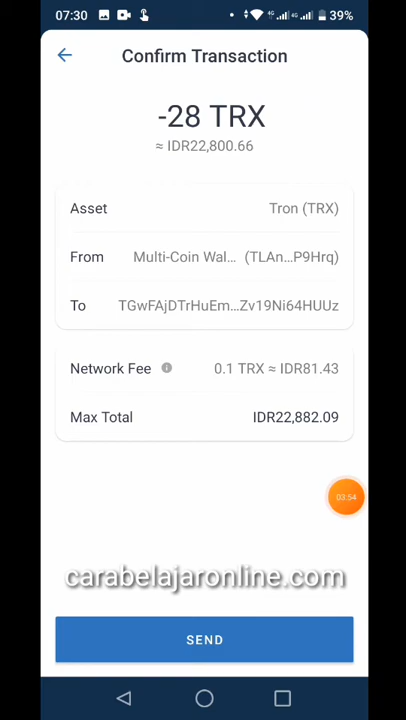 07:30 39%
Confirm Transaction
-28 TRX
≈ IDR22,800.66
Asset Tron (TRX)
From Multi-Coin Wal... (TLAn...P9Hrq)
To TGwFAjDTrHuEm...Zv19Ni64HUUz
Network Fee 0.1 TRX ≈ IDR81.43
Max Total IDR22,882.09
03:54
carabelajaronline.com
SEND